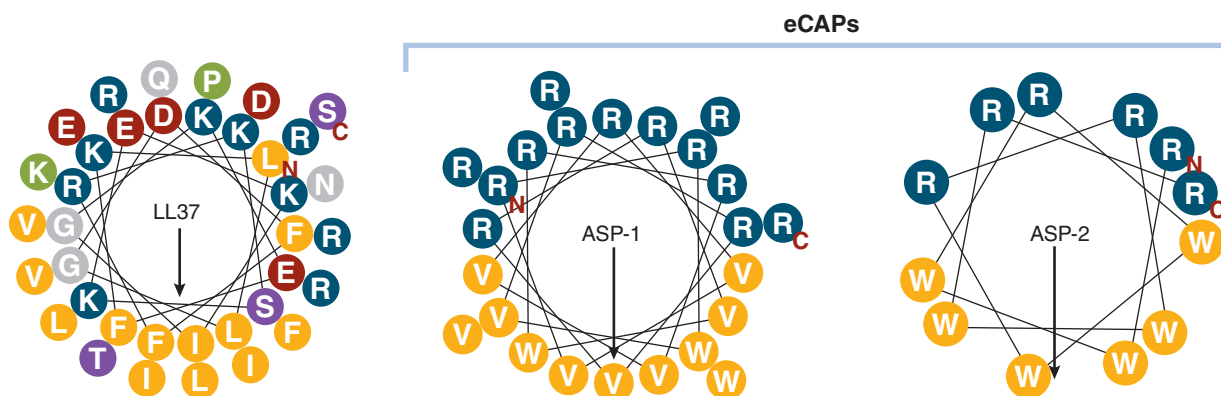 eCAPs
Q P
R D S
E E D K K R C
K L
K R N K N
V G LL37 F R
V G E R
K S
L F F I L F
T I L I
R
R R R R R
R R
R R N R
R ASP-1 R R C
V V
V V V
W W
V V V W
R R R
R N
R R C
ASP-2 W
W
W W
W W